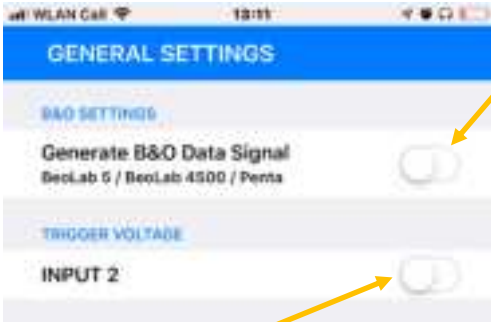 WLAN Call 13:11
GENERAL SETTINGS
B&O SETTINGS
Generate B&O Data Signal
BeoLab 5 / BeoLab 4500 / Penta
TRIGGER VOLTAGE
INPUT 2